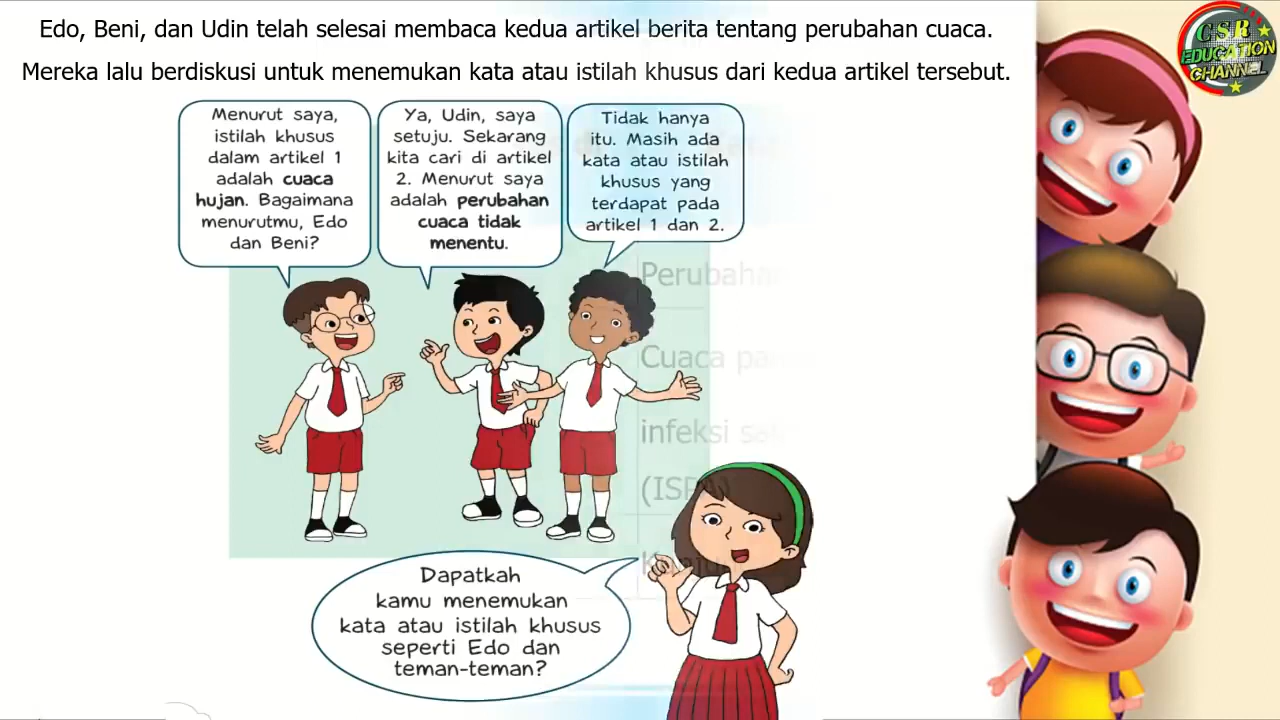 Edo, Beni, dan Udin telah selesai membaca kedua artikel berita tentang perubahan cuaca.
Mereka lalu berdiskusi untuk menemukan kata atau istilah khusus dari kedua artikel tersebut.
CSR
EDUCATION
CHANNEL
Menurut saya,
istilah khusus
dalam artikel 1
adalah cuaca
hujan. Bagaimana
menurutmu, Edo
dan Beni?
Ya, Udin, saya
setuju. Sekarang
kita cari di artikel
2. Menurut saya
adalah perubahan
cuaca tidak
menentu.
Tidak hanya
itu. Masih ada
kata atau istilah
khusus yang
terdapat pada
artikel 1 dan 2.
Perubahan
Cuaca
infeksi
(ISPA)
Dapatkah
kamu menemukan
kata atau istilah khusus
seperti Edo dan
teman-teman?